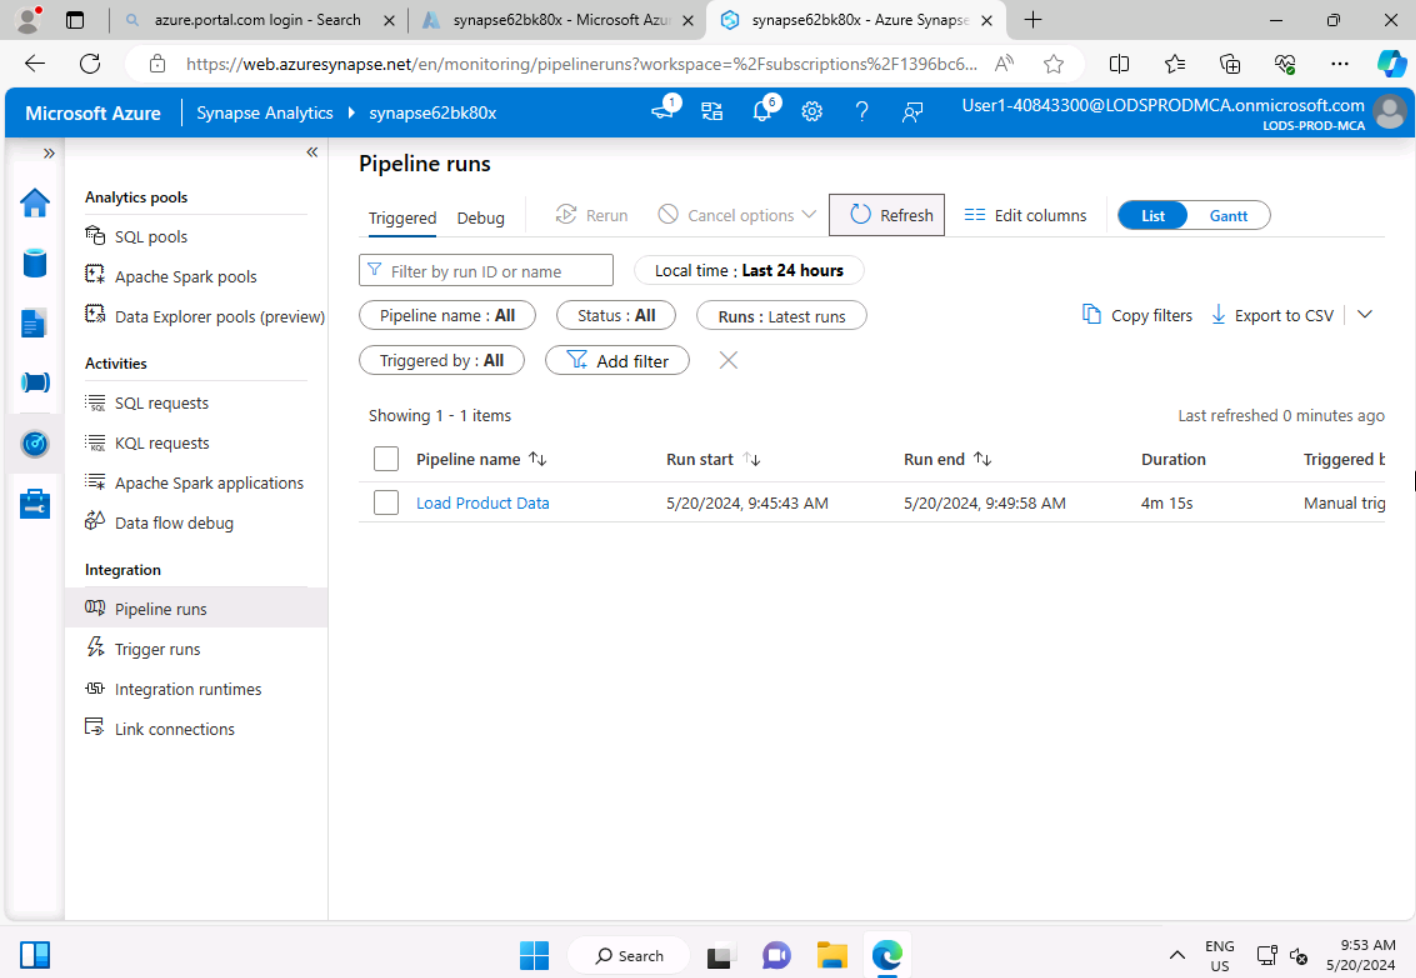 azure.portal.com login - Search
synapse62bk80x - Microsoft Azu
synapse62bk80x - Azure Synapse
https://web.azuresynapse.net/en/monitoring/pipelineruns?workspace=%2Fsubscriptions%2F1396bc6...
Microsoft Azure
Synapse Analytics
synapse62bk80x
1
6
User1-40843300@LODSPRODMCA.onmicrosoft.com
LODS-PROD-MCA
Analytics pools
SQL pools
Apache Spark pools
Data Explorer pools (preview)
Activities
SQL requests
KQL requests
Apache Spark applications
Data flow debug
Integration
Pipeline runs
Trigger runs
Integration runtimes
Link connections
Pipeline runs
Triggered
Debug
Rerun
Cancel options
Refresh
Edit columns
List
Gantt
Filter by run ID or name
Local time : Last 24 hours
Pipeline name : All
Status : All
Runs : Latest runs
Copy filters
Export to CSV
Triggered by : All
Add filter
Showing 1 - 1 items
Last refreshed 0 minutes ago
Pipeline name
Run start
Run end
Duration
Triggered b
Load Product Data
5/20/2024, 9:45:43 AM
5/20/2024, 9:49:58 AM
4m 15s
Manual trig
Search
ENG
US
9:53 AM
5/20/2024